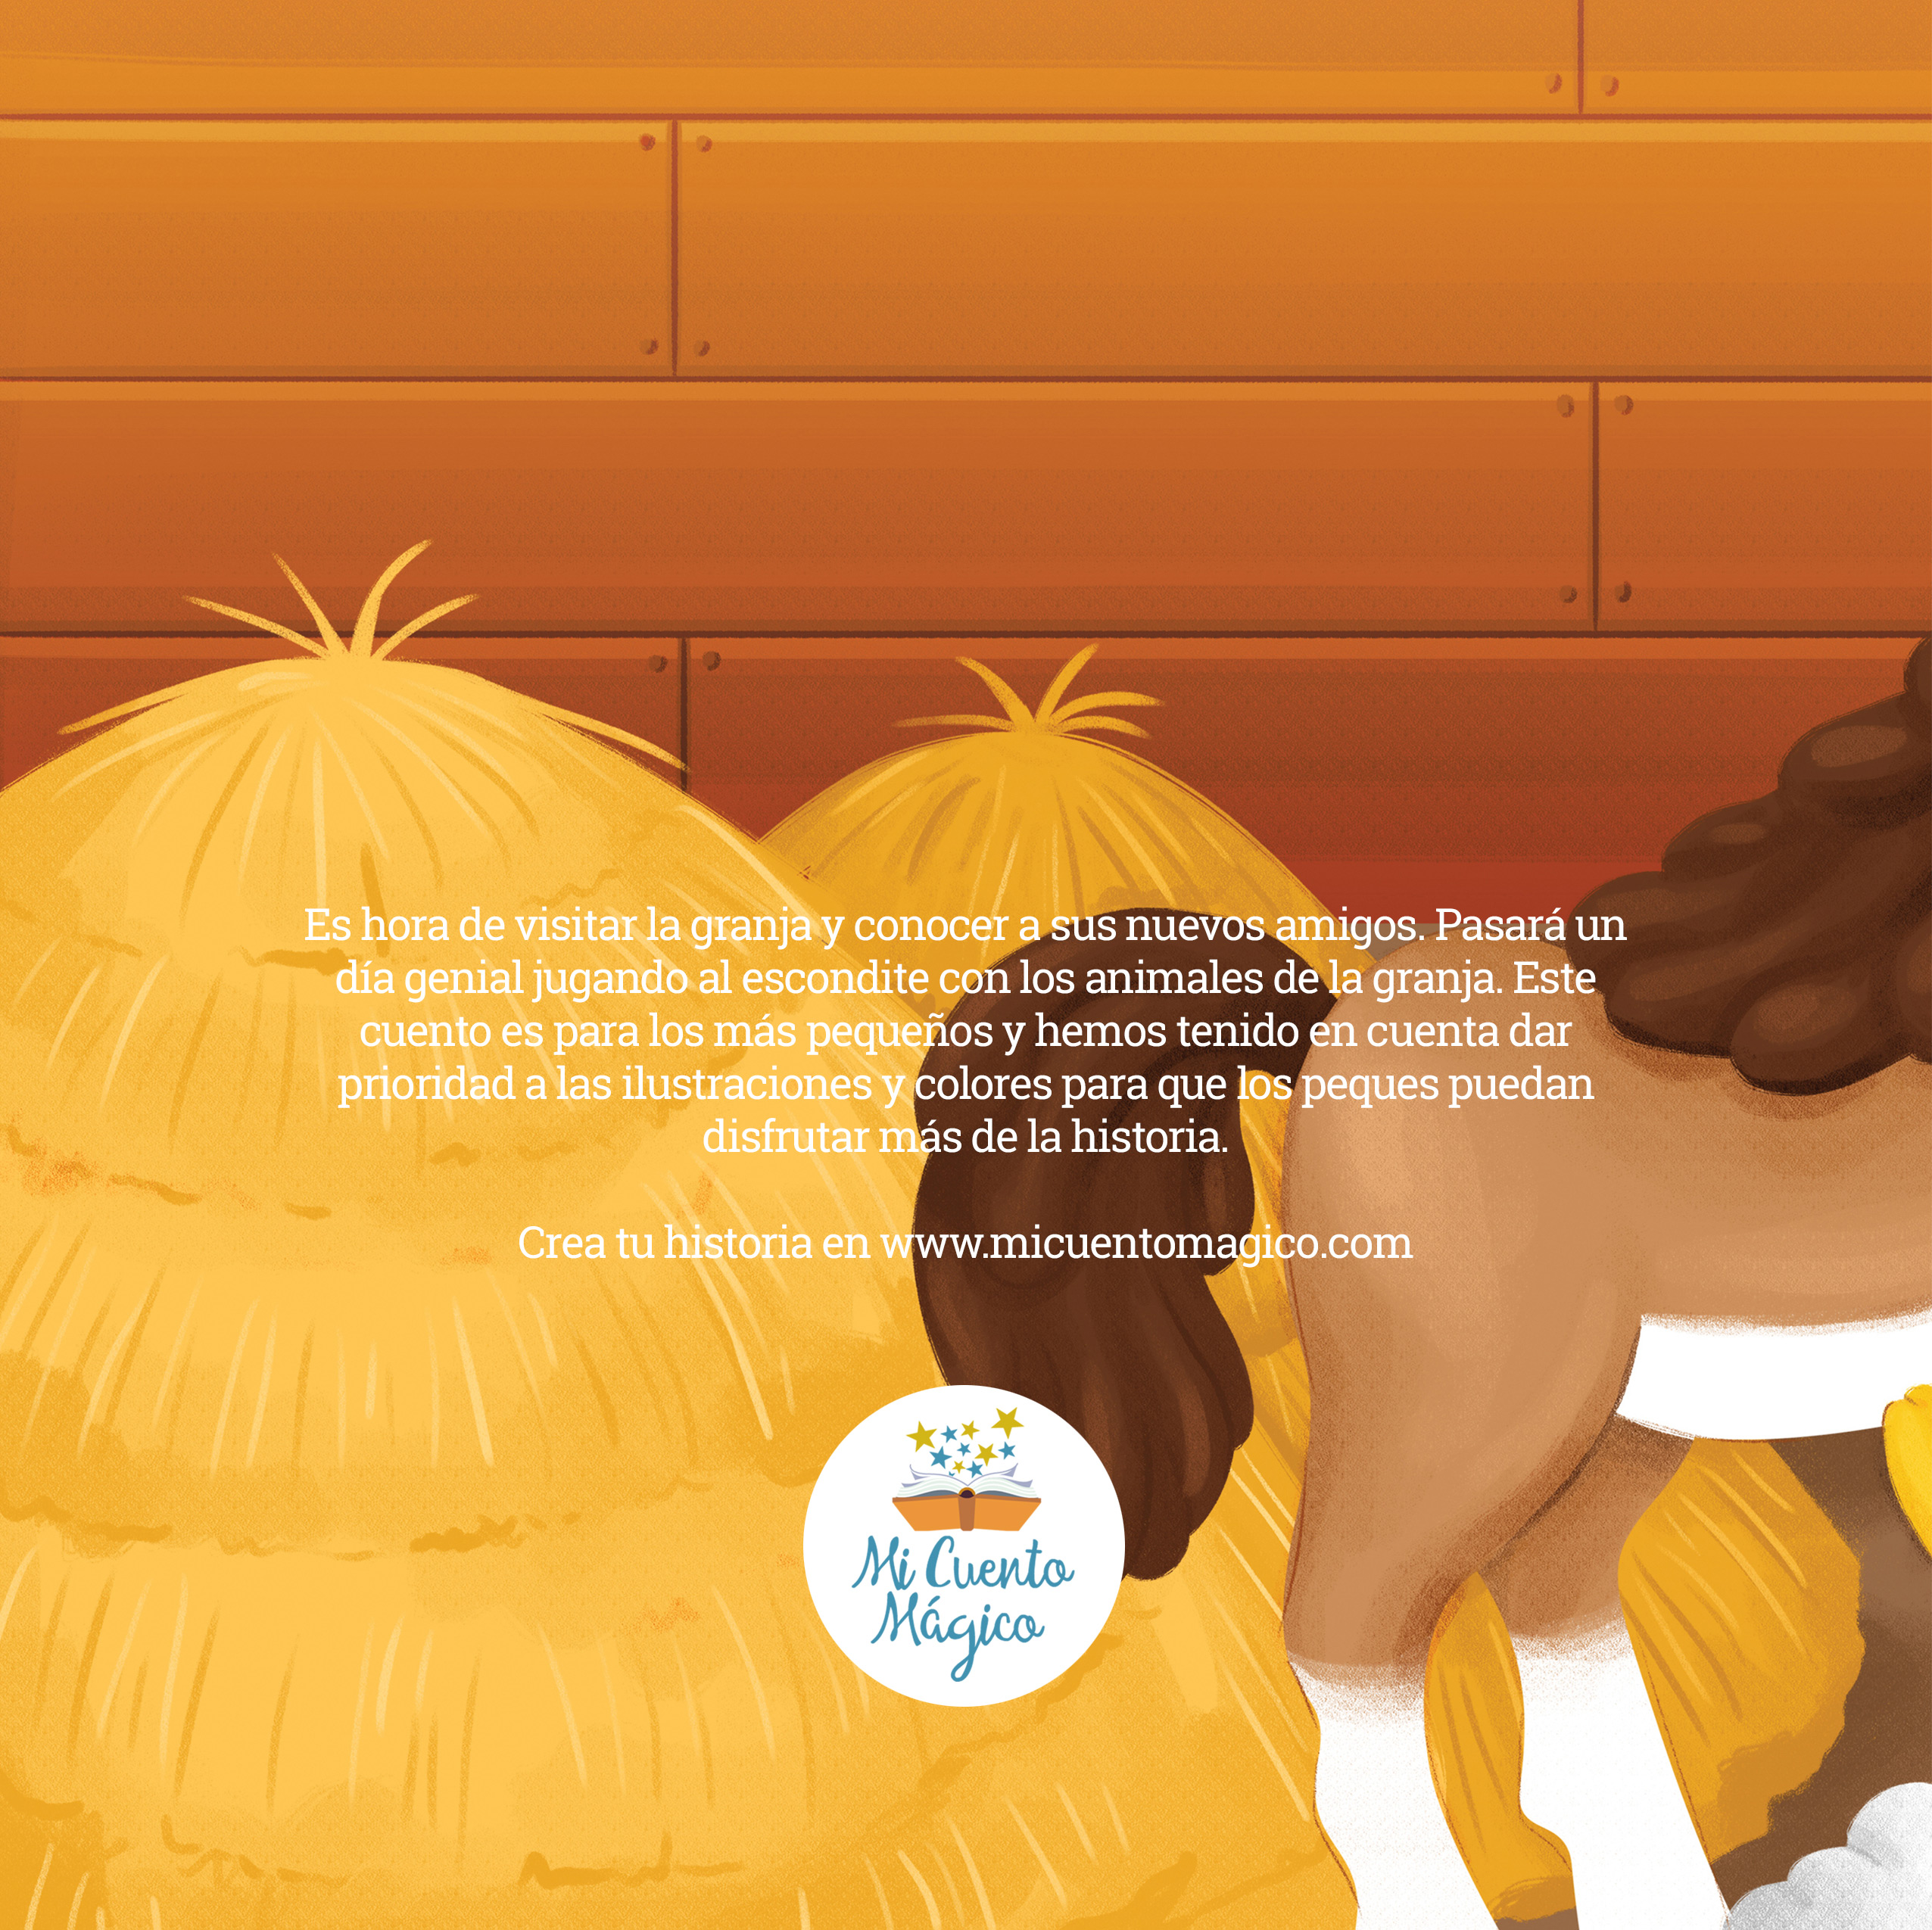 Es hora de visitar la granja y conocer a sus nuevos amigos. Pasará un
día genial jugando al escondite con los animales de la granja. Este
cuento es para los más pequeños y hemos tenido en cuenta dar
prioridad a las ilustraciones y colores para que los peques puedan
disfrutar más de la historia.
Crea tu historia en www.micuentomagico.com
Mi Cuento
Mágico